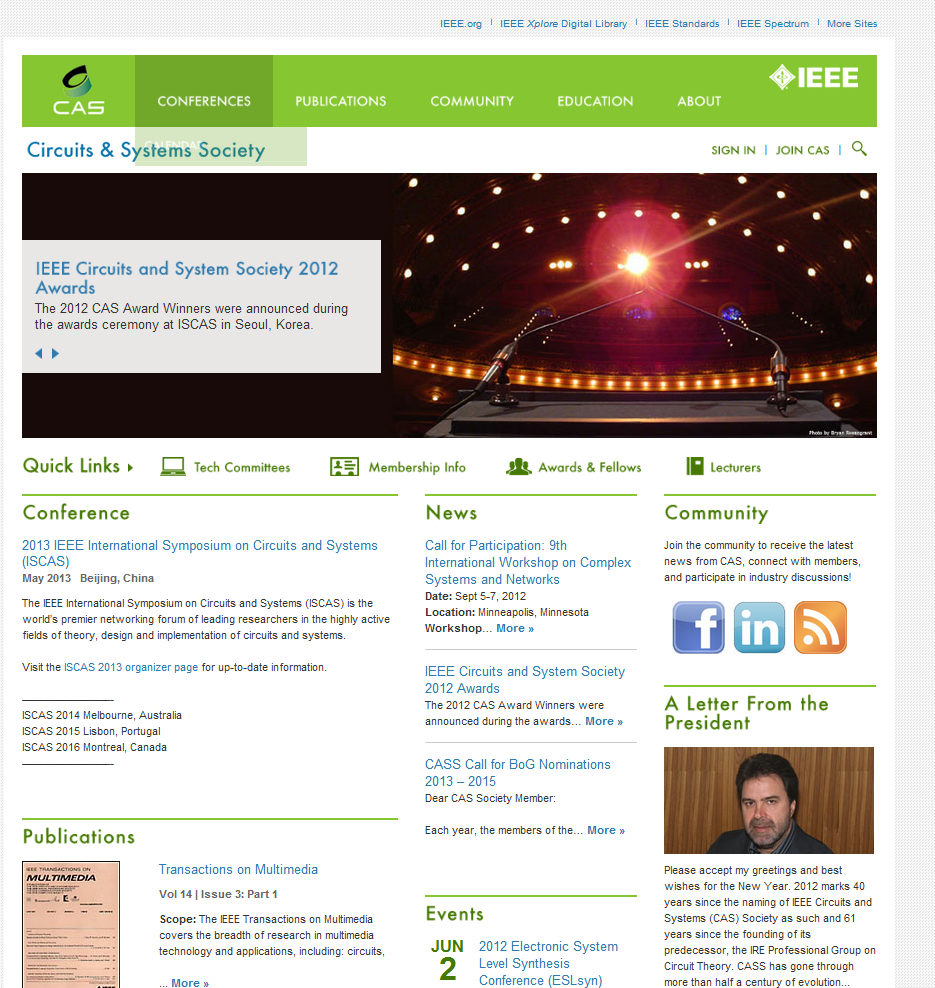 IEEE.org | IEEE Xplore Digital Library | IEEE Standards | IEEE Spectrum | More Sites
CAS
CONFERENCES PUBLICATIONS COMMUNITY EDUCATION ABOUT
IEEE
CALENDAR
Circuits & Systems Society
SIGN IN | JOIN CAS |
IEEE Circuits and System Society 2012
Awards
The 2012 CAS Award Winners were announced during
the awards ceremony at ISCAS in Seoul, Korea.
Photo by Bryan Rosengrant
Quick Links Tech Committees Membership Info Awards & Fellows Lecturers
Conference
2013 IEEE International Symposium on Circuits and Systems
(ISCAS)
May 2013 Beijing, China
The IEEE International Symposium on Circuits and Systems (ISCAS) is the
world's premier networking forum of leading researchers in the highly active
fields of theory, design and implementation of circuits and systems.
Visit the ISCAS 2013 organizer page for up-to-date information.
ISCAS 2014 Melbourne, Australia
ISCAS 2015 Lisbon, Portugal
ISCAS 2016 Montreal, Canada
Publications
IEEE TRANSACTIONS ON
MULTIMEDIA
Transactions on Multimedia
Vol 14 | Issue 3: Part 1
Scope: The IEEE Transactions on Multimedia
covers the breadth of research in multimedia
technology and applications, including: circuits,
... More »
News
Call for Participation: 9th
International Workshop on Complex
Systems and Networks
Date: Sept 5-7, 2012
Location: Minneapolis, Minnesota
Workshop... More »
IEEE Circuits and System Society
2012 Awards
The 2012 CAS Award Winners were
announced during the awards... More »
CASS Call for BoG Nominations
2013 – 2015
Dear CAS Society Member:
Each year, the members of the... More »
Events
JUN
2
2012 Electronic System
Level Synthesis
Conference (ESLsyn)
Community
Join the community to receive the latest
news from CAS, connect with members,
and participate in industry discussions!
f in
A Letter From the
President
Please accept my greetings and best
wishes for the New Year. 2012 marks 40
years since the naming of IEEE Circuits and
Systems (CAS) Society as such and 61
years since the founding of its
predecessor, the IRE Professional Group on
Circuit Theory. CASS has gone through
more than half a century of evolution...